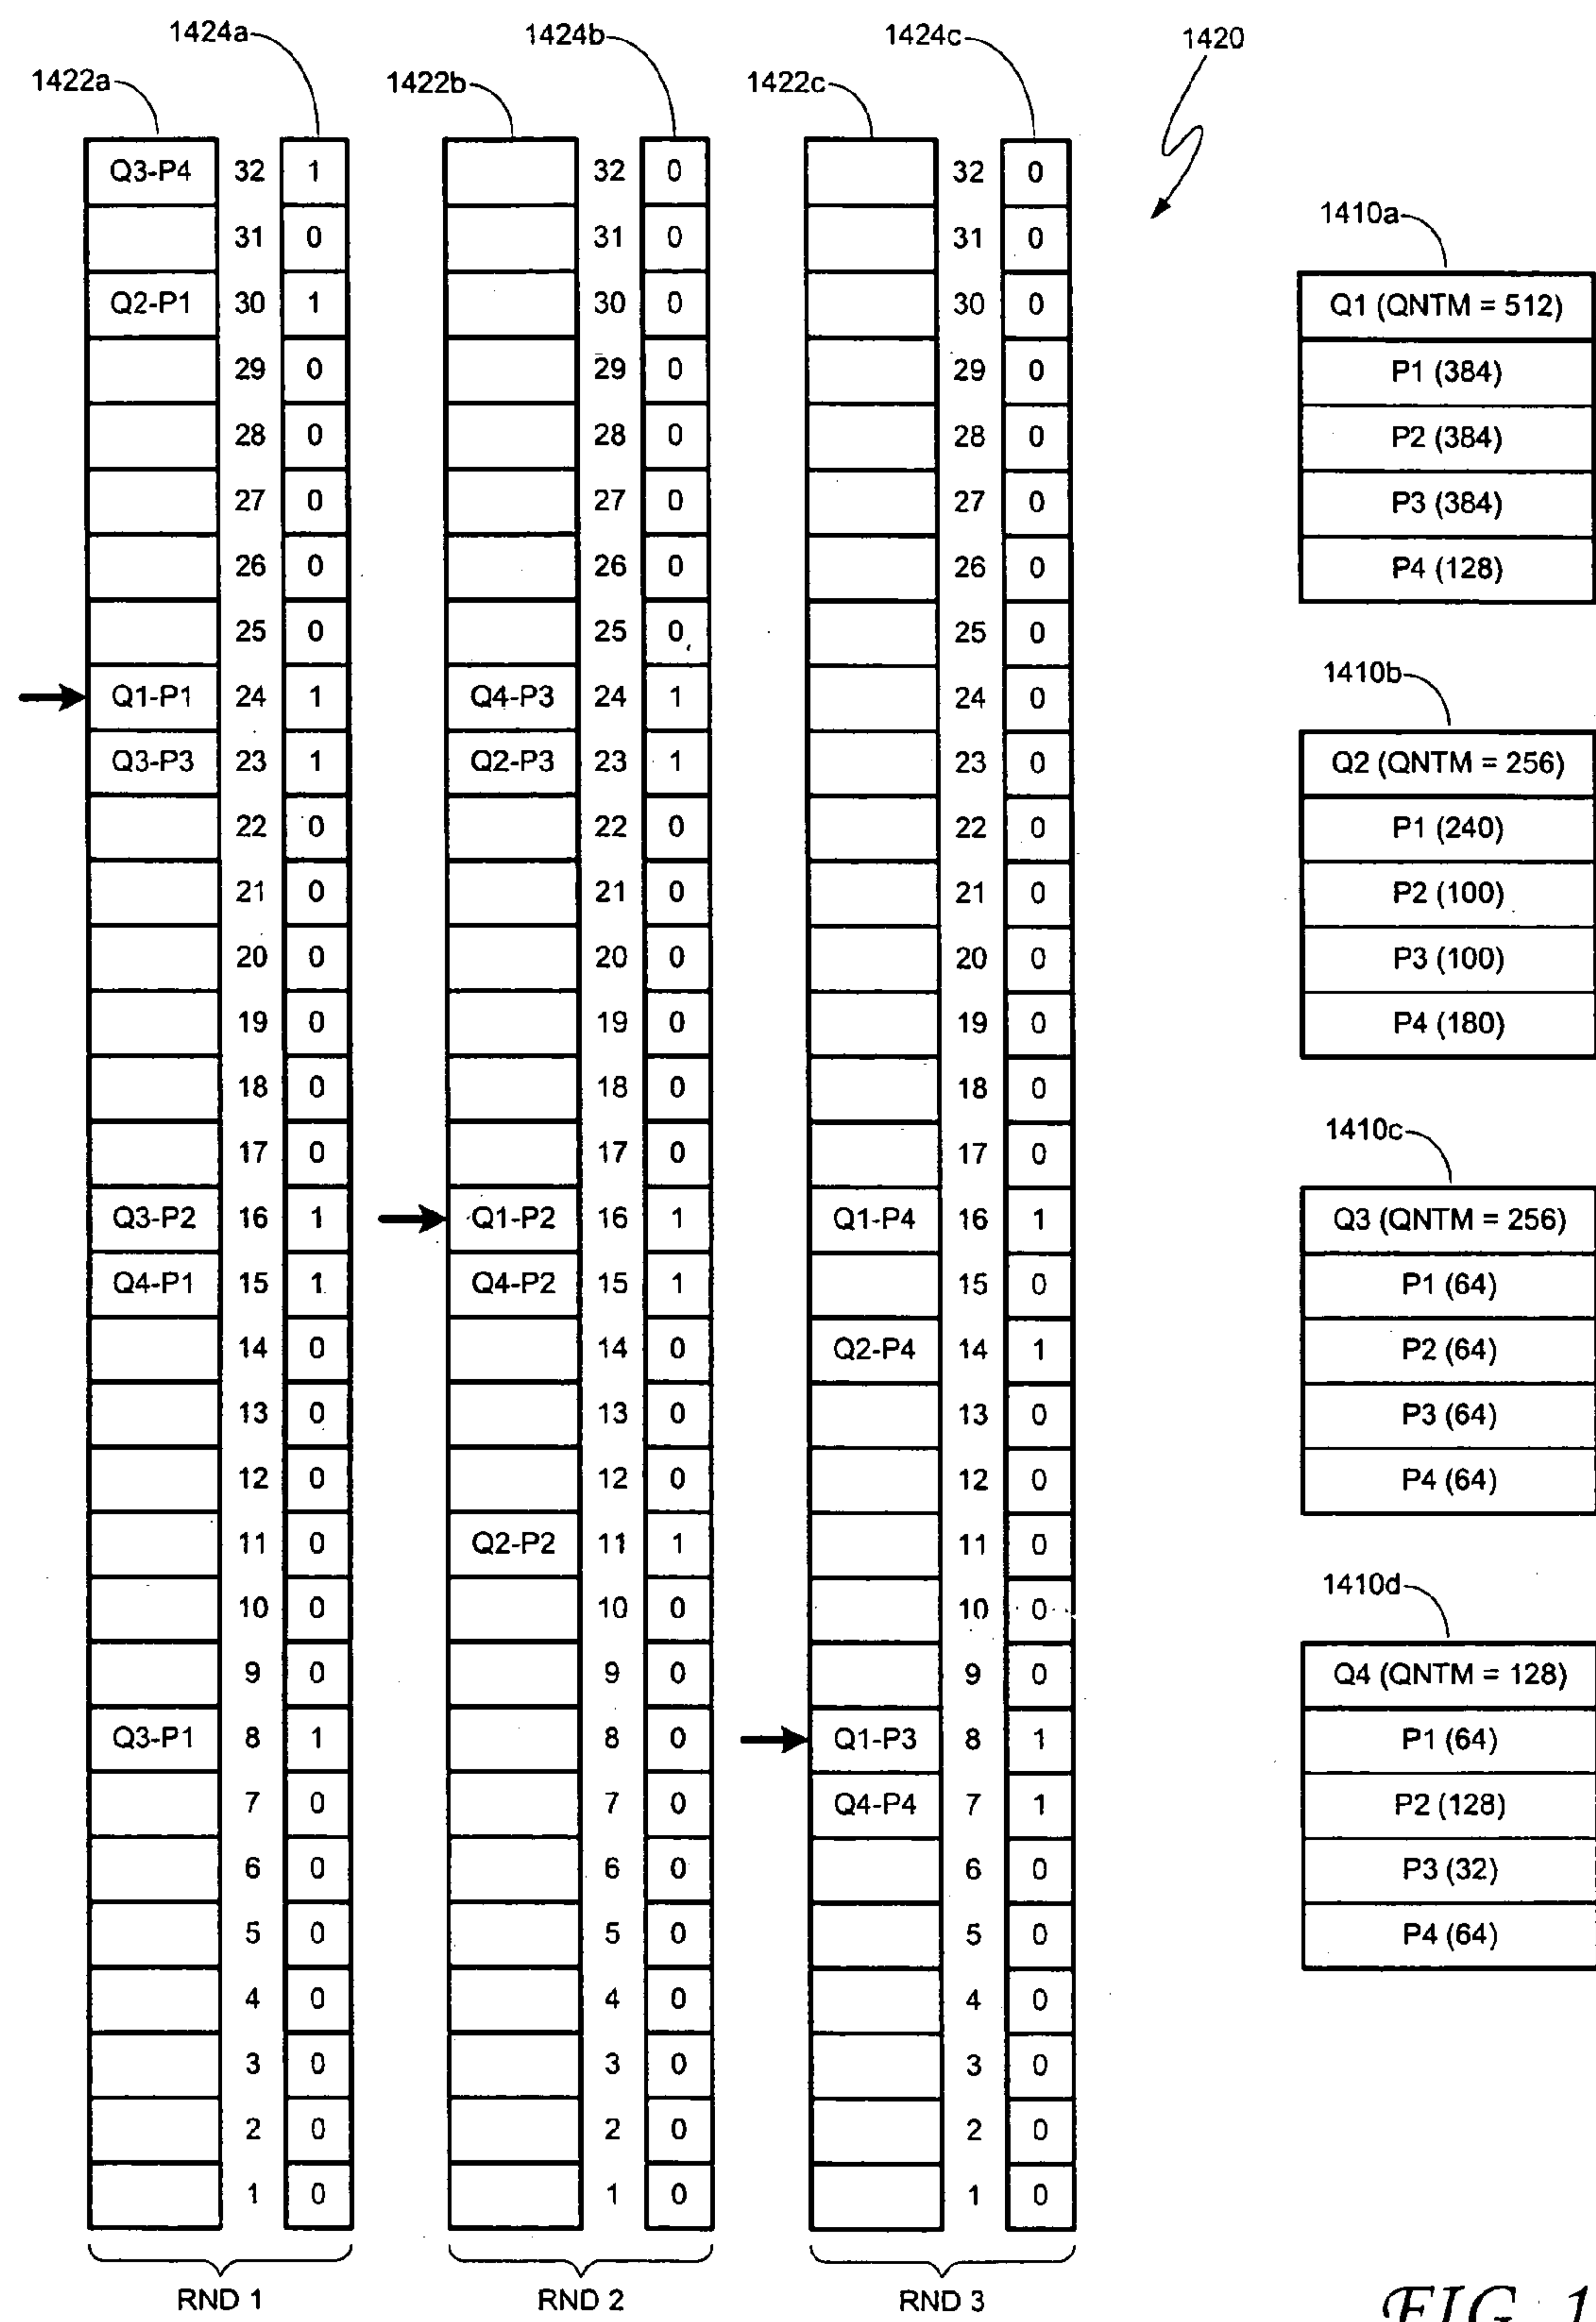 1424a 1424b 1424c 1420
1422a 1422b 1422c
Q3-P4 32 1 32 0 32 0
31 0 31 0 31 0
1410a
Q2-P1 30 1 30 0 30 0
Q1 (QNTM = 512)
29 0 29 0 29 0
P1 (384)
28 0 28 0 28 0
P2 (384)
27 0 27 0 27 0
P3 (384)
26 0 26 0 26 0
P4 (128)
25 0 25 0 25 0
1410b
Q1-P1 24 1 Q4-P3 24 1 24 0
Q3-P3 23 1 Q2-P3 23 1 23 0
Q2 (QNTM = 256)
22 0 22 0 22 0
P1 (240)
21 0 21 0 21 0
P2 (100)
20 0 20 0 20 0
P3 (100)
19 0 19 0 19 0
P4 (180)
18 0 18 0 18 0
17 0 17 0 17 0
1410c
Q3-P2 16 1 Q1-P2 16 1 Q1-P4 16 1
Q3 (QNTM = 256)
Q4-P1 15 1 Q4-P2 15 1 15 0
P1 (64)
14 0 14 0 Q2-P4 14 1
P2 (64)
13 0 13 0 13 0
P3 (64)
12 0 12 0 12 0
P4 (64)
11 0 Q2-P2 11 1 11 0
1410d
10 0 10 0 10 0
9 0 9 0 9 0
Q4 (QNTM = 128)
Q3-P1 8 1 8 0 Q1-P3 8 1
P1 (64)
7 0 7 0 Q4-P4 7 1
P2 (128)
6 0 6 0 6 0
P3 (32)
5 0 5 0 5 0
P4 (64)
4 0 4 0 4 0
3 0 3 0 3 0
2 0 2 0 2 0
1 0 1 0 1 0
RND 1 RND 2 RND 3
FIG. 1